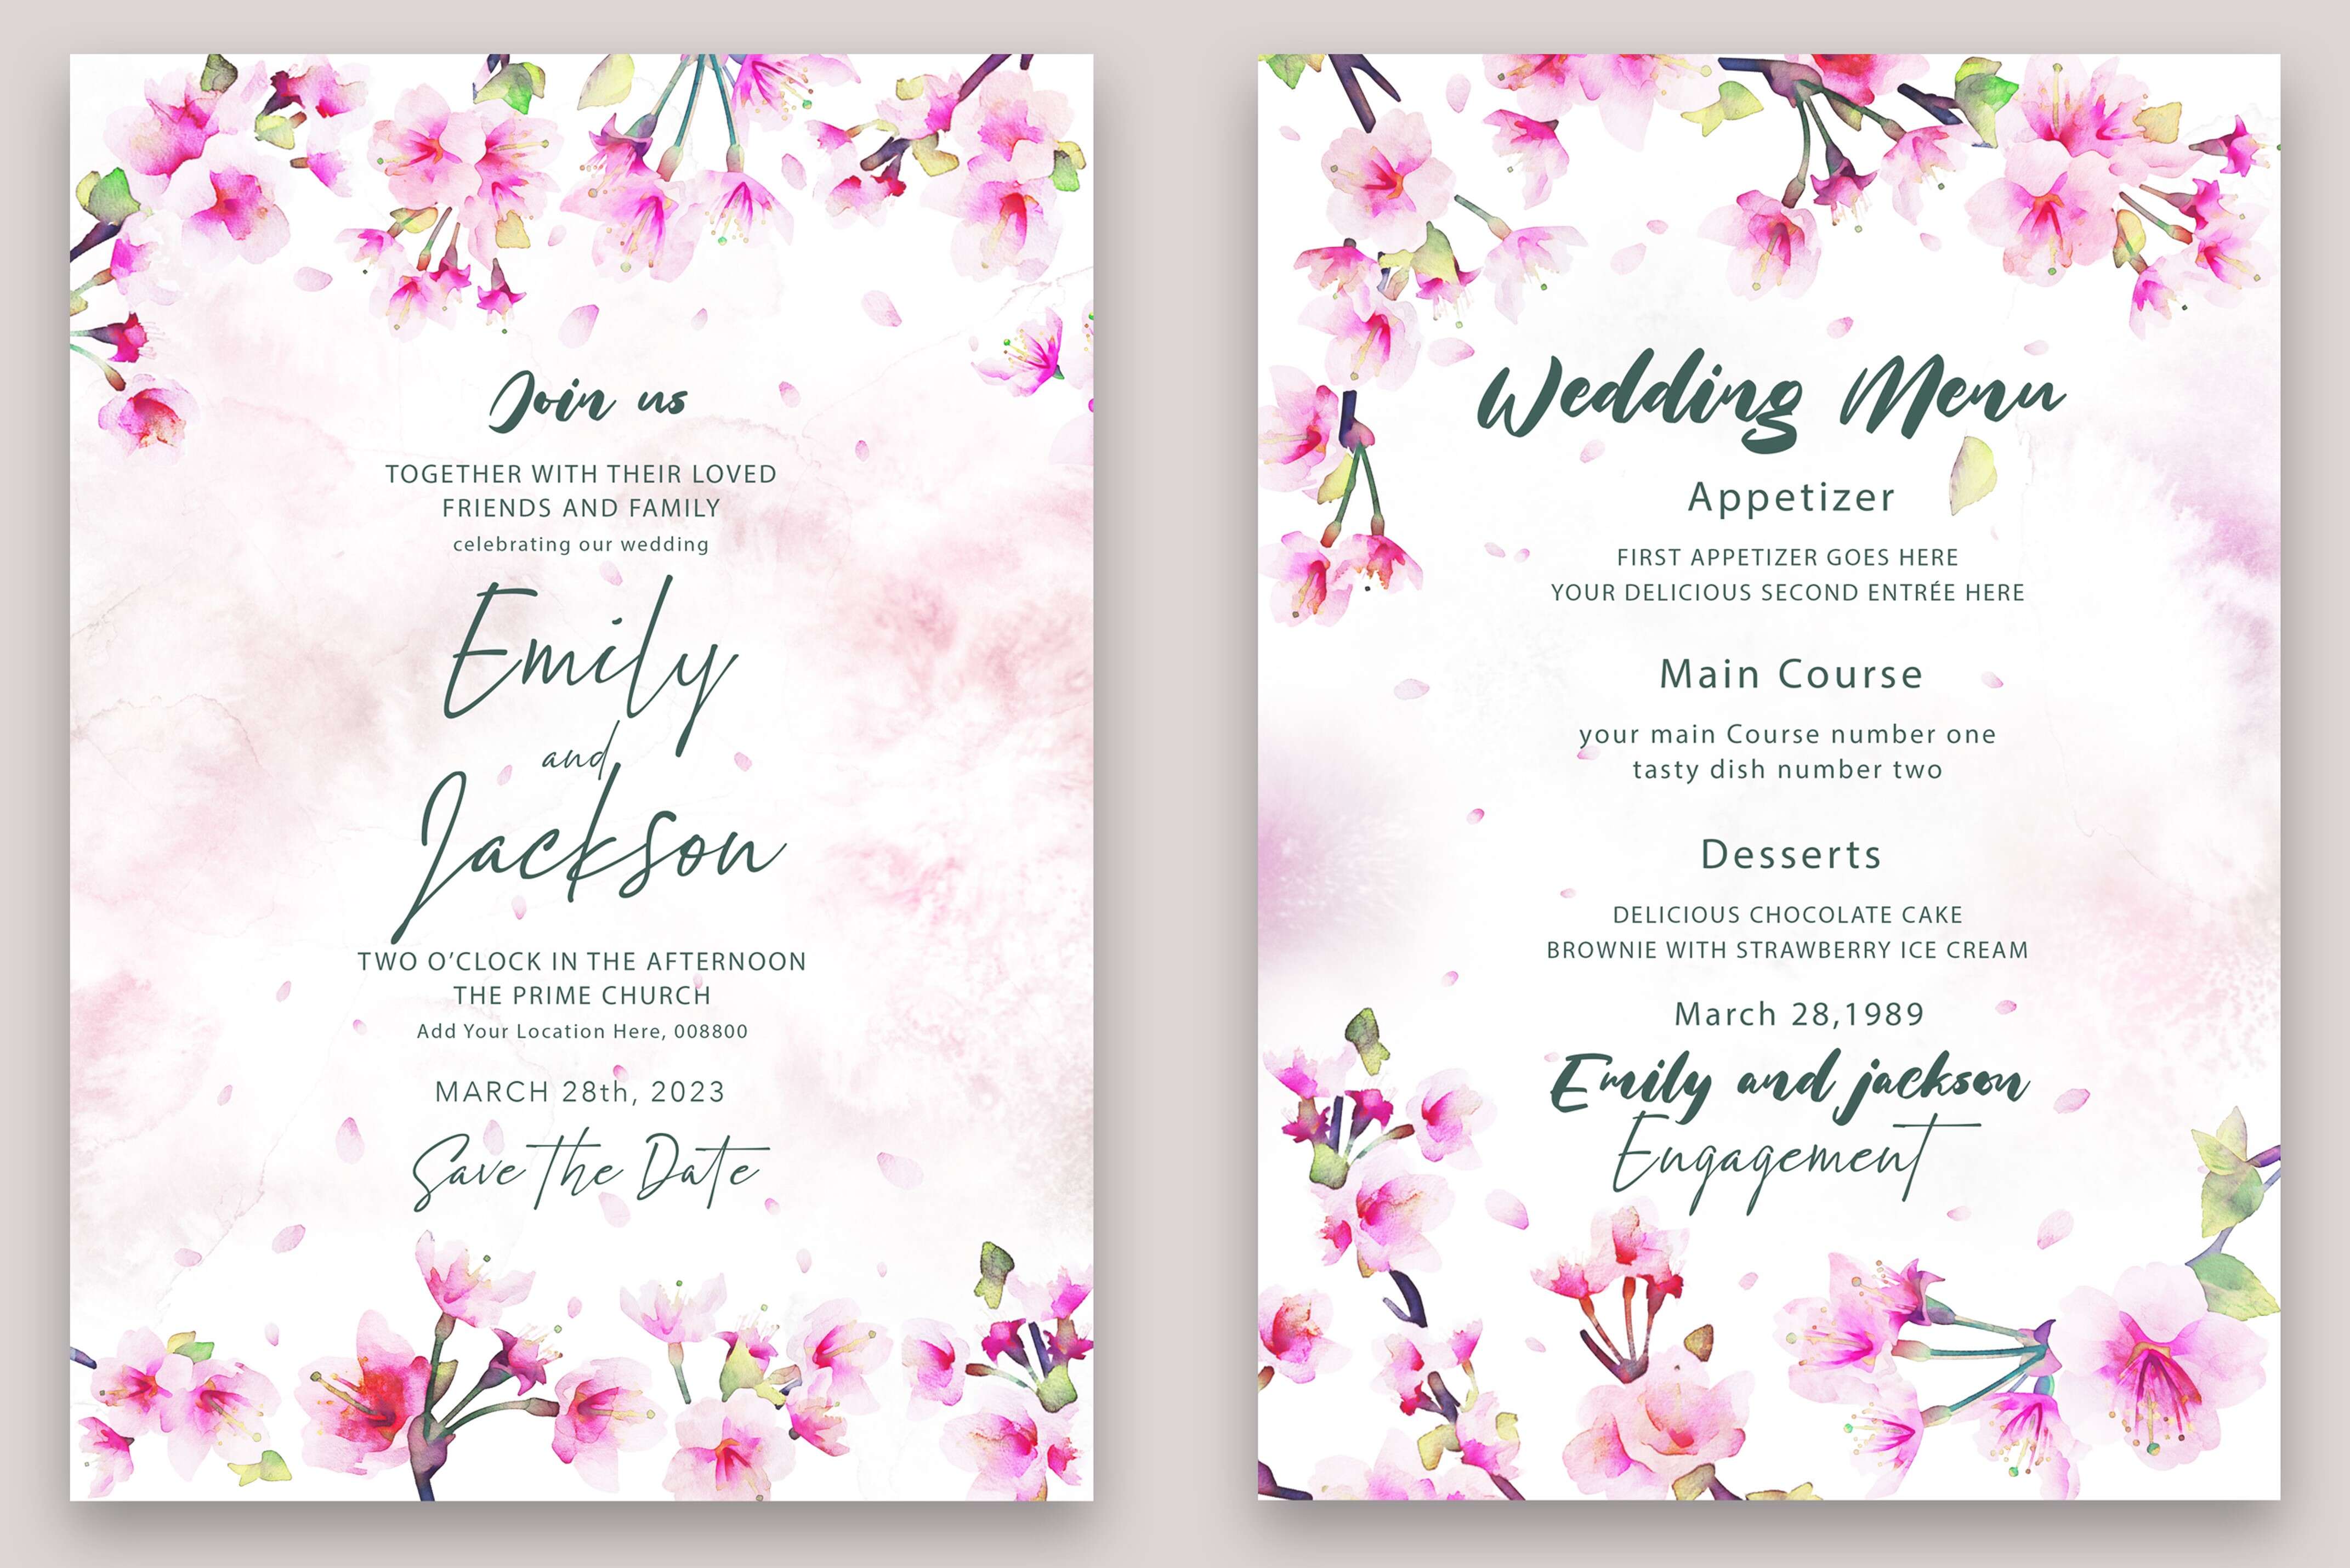 Join us
TOGETHER WITH THEIR LOVED
FRIENDS AND FAMILY
celebrating our wedding
Emily
and
Jackson
TWO O’CLOCK IN THE AFTERNOON
THE PRIME CHURCH
Add Your Location Here, 008800
MARCH 28th, 2023
Save the Date
Wedding Menu
Appetizer
FIRST APPETIZER GOES HERE
YOUR DELICIOUS SECOND ENTRÉE HERE
Main Course
your main Course number one
tasty dish number two
Desserts
DELICIOUS CHOCOLATE CAKE
BROWNIE WITH STRAWBERRY ICE CREAM
March 28,1989
Emily and jackson
Engagement